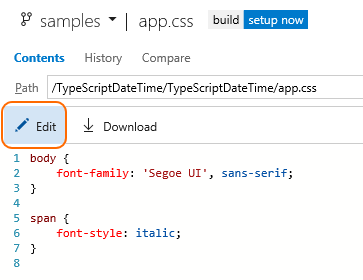 samples | app.css build setup now
Contents History Compare
Path /TypeScriptDateTime/TypeScriptDateTime/app.css
Edit Download
1 body {
2     font-family: 'Segoe UI', sans-serif;
3 }
4
5 span {
6     font-style: italic;
7 }
8